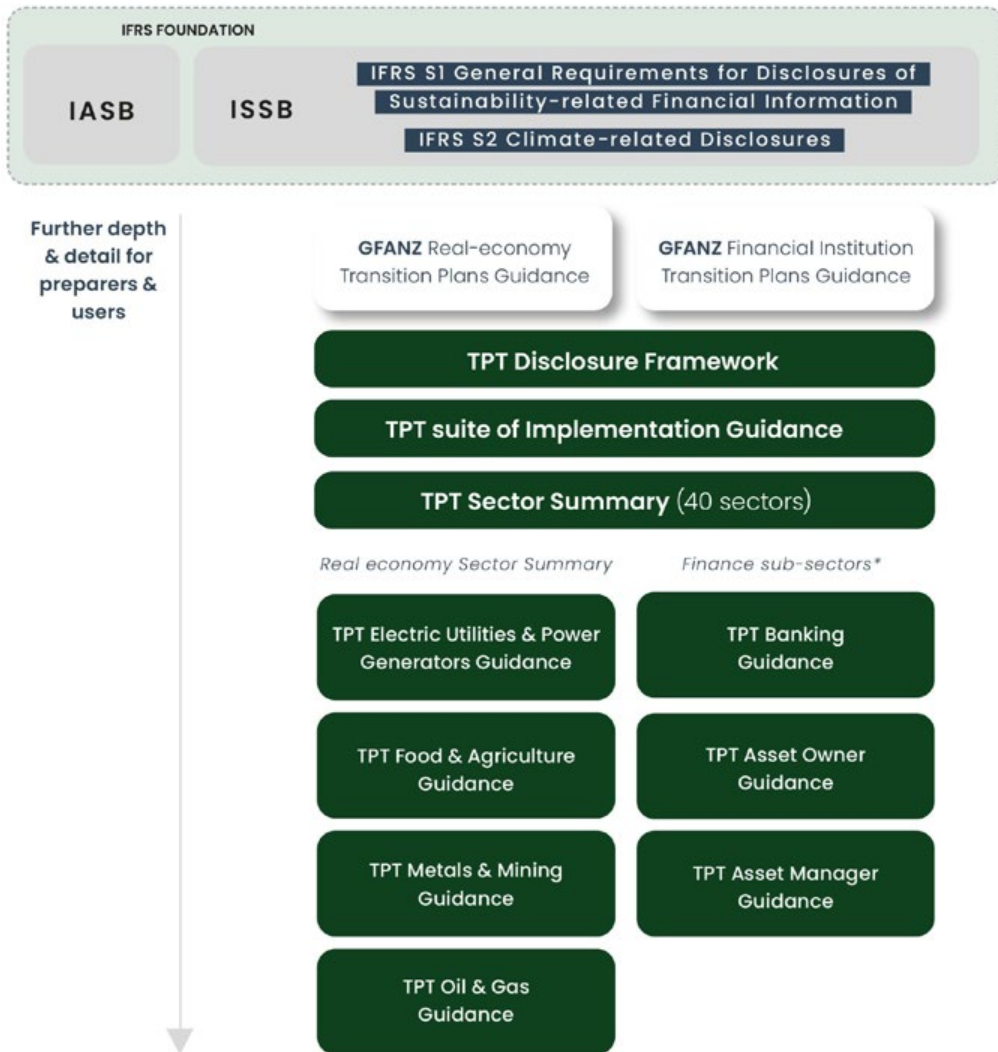 IFRS FOUNDATION
IASB
ISSB
IFRS S1 General Requirements for Disclosures of
Sustainability-related Financial Information
IFRS S2 Climate-related Disclosures
Further depth
& detail for
preparers &
users
GFANZ Real-economy
Transition Plans Guidance
GFANZ Financial Institution
Transition Plans Guidance
TPT Disclosure Framework
TPT suite of Implementation Guidance
TPT Sector Summary (40 sectors)
Real economy Sector Summary
Finance sub-sectors*
TPT Electric Utilities & Power
Generators Guidance
TPT Banking
Guidance
TPT Food & Agriculture
Guidance
TPT Asset Owner
Guidance
TPT Metals & Mining
Guidance
TPT Asset Manager
Guidance
TPT Oil & Gas
Guidance